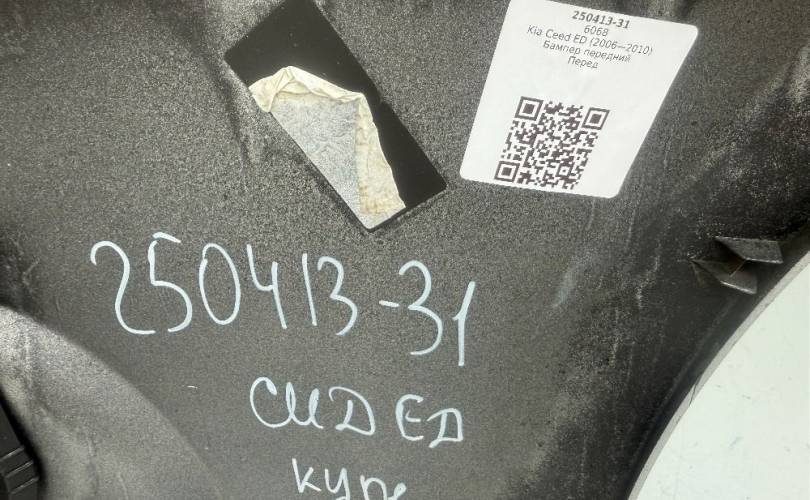 250413-31
6068
Kia Ceed ED (2006—2010)
Бампер передний
Перед
250413-31
СИД ЕД